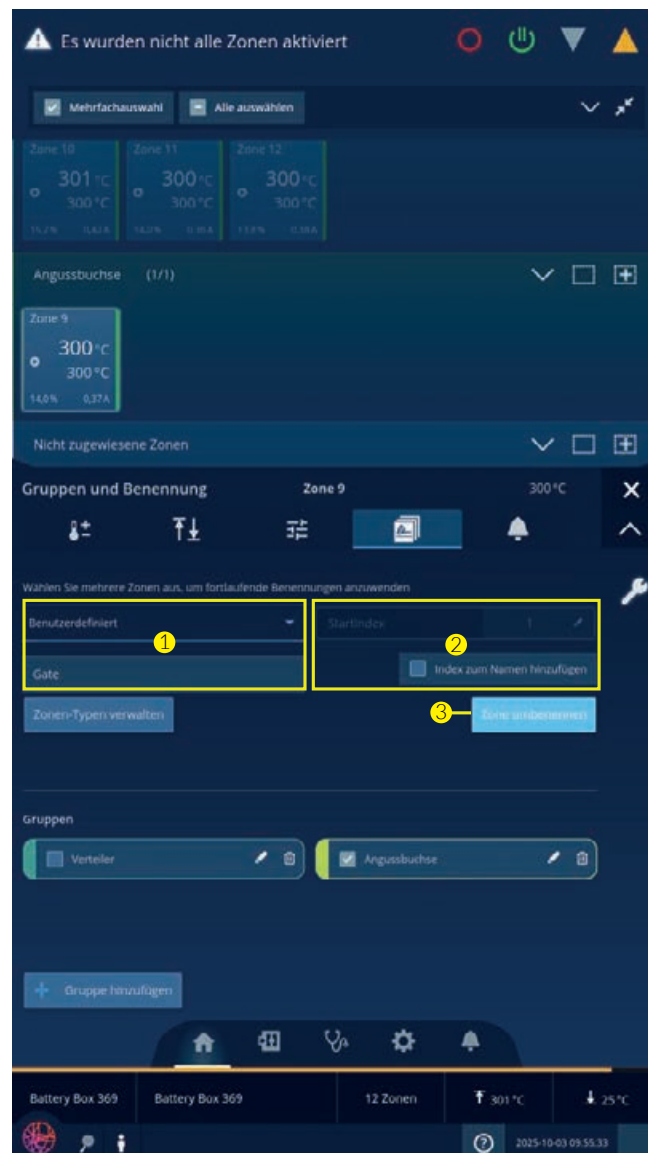 Es wurden nicht alle Zonen aktiviert
Mehrfachauswahl Alle auswählen
Zone 10 Zone 11 Zone 12
301 °C 300 °C 300 °C
300 °C 300 °C 300 °C
Angussbuchse (1/1)
Zone 9
300 °C
300 °C
14,0% 0,37A
Nicht zugewiesene Zonen
Gruppen und Benennung Zone 9 300 °C
Wählen Sie mehrere Zonen aus, um fortlaufende Benennungen anzuwenden
Benutzerdefiniert Startindex 1
1 2
Gate Index zum Namen hinzufügen
Zonen-Typen verwalten 3 Zone umbenennen
Gruppen
Verteiler Angussbuchse
Gruppe hinzufügen
Battery Box 369 Battery Box 369 12 Zonen 301 °C 25 °C
2025-10-03 09.55.33